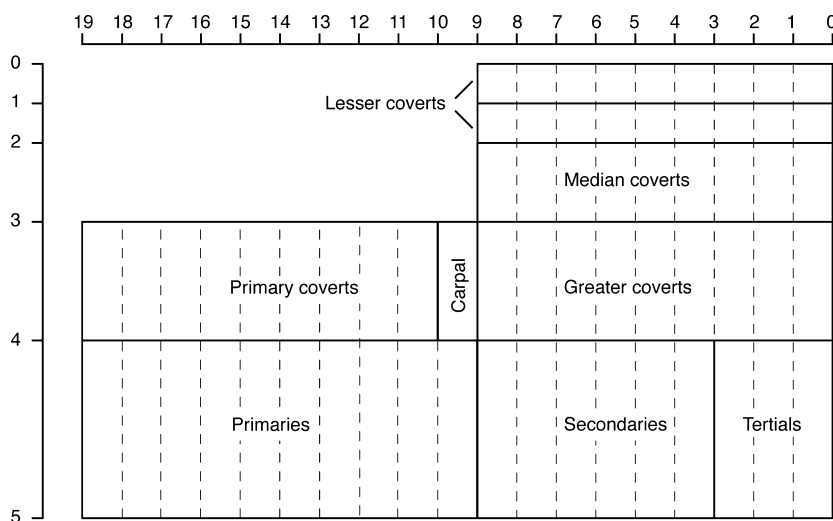 19 18 17 16 15 14 13 12 11 10 9 8 7 6 5 4 3 2 1 0
0
Lesser coverts
1
2
Median coverts
3
Primary coverts Carpal Greater coverts
4
Primaries Secondaries Tertials
5